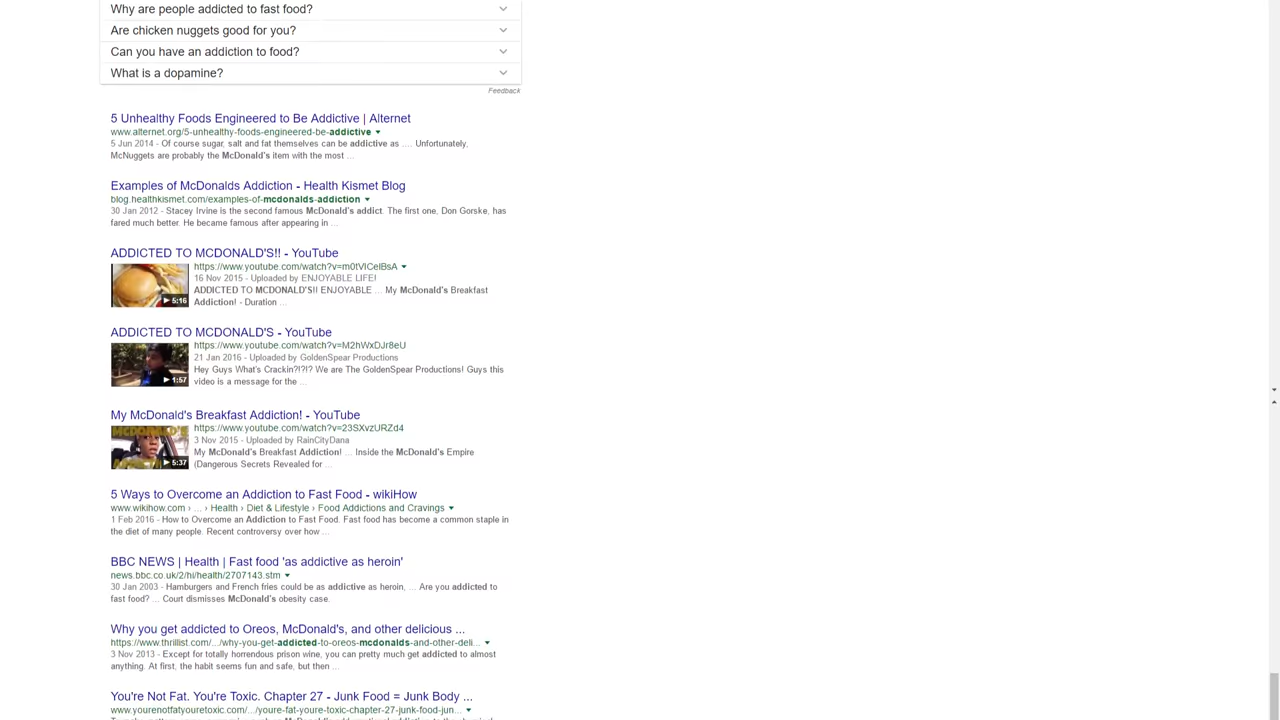 Why are people addicted to fast food?
Are chicken nuggets good for you?
Can you have an addiction to food?
What is a dopamine?
Feedback
5 Unhealthy Foods Engineered to Be Addictive | Alternet
www.alternet.org/5-unhealthy-foods-engineered-be-addictive
5 Jun 2014 - Of course sugar, salt and fat themselves can be addictive as .... Unfortunately,
McNuggets are probably the McDonald's item with the most ...
Examples of McDonalds Addiction - Health Kismet Blog
blog.healthkismet.com/examples-of-mcdonalds-addiction
30 Jan 2012 - Stacey Irvine is the second famous McDonald's addict. The first one, Don Gorske, has
fared much better. He became famous after appearing in ...
ADDICTED TO MCDONALD'S!! - YouTube
https://www.youtube.com/watch?v=m0tVICelBsA
16 Nov 2015 - Uploaded by ENJOYABLE LIFE!
ADDICTED TO MCDONALD'S!! ENJOYABLE ... My McDonald's Breakfast
5:16
Addiction! - Duration ...
ADDICTED TO MCDONALD'S - YouTube
https://www.youtube.com/watch?v=M2hWxDJr8eU
21 Jan 2016 - Uploaded by GoldenSpear Productions
Hey Guys What's Crackin?!?!? We are The GoldenSpear Productions! Guys this
1:57
video is a message for the ...
My McDonald's Breakfast Addiction! - YouTube
https://www.youtube.com/watch?v=23SXvzURZd4
3 Nov 2015 - Uploaded by RainCityDana
My McDonald's Breakfast Addiction! ... Inside the McDonald's Empire
5:37
(Dangerous Secrets Revealed for ...
5 Ways to Overcome an Addiction to Fast Food - wikiHow
www.wikihow.com › ... › Health › Diet & Lifestyle › Food Addictions and Cravings
1 Feb 2016 - How to Overcome an Addiction to Fast Food. Fast food has become a common staple in
the diet of many people. Recent controversy over how ...
BBC NEWS | Health | Fast food 'as addictive as heroin'
news.bbc.co.uk/2/hi/health/2707143.stm
30 Jan 2003 - Hamburgers and French fries could be as addictive as heroin, ... Are you addicted to
fast food? ... Court dismisses McDonald's obesity case.
Why you get addicted to Oreos, McDonald's, and other delicious ...
https://www.thrillist.com/.../why-you-get-addicted-to-oreos-mcdonalds-and-other-deli...
3 Nov 2013 - Except for totally horrendous prison wine, you can pretty much get addicted to almost
anything. At first, the habit seems fun and safe, but then ...
You're Not Fat. You're Toxic. Chapter 27 - Junk Food = Junk Body ...
www.yourenotfatyouretoxic.com/.../youre-fat-youre-toxic-chapter-27-junk-food-jun...